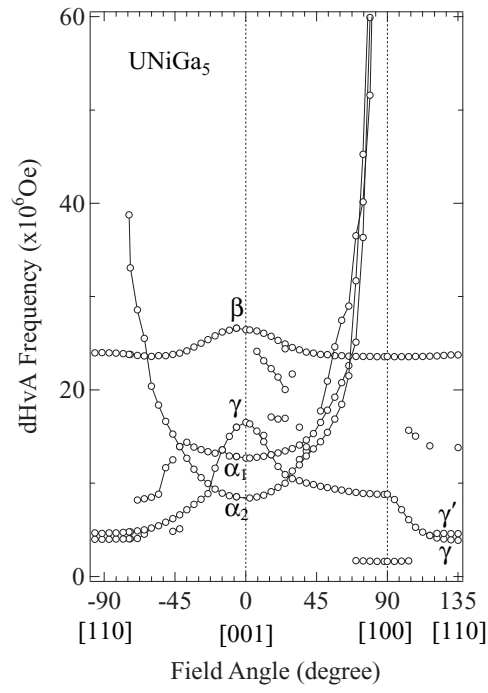 60
UNiGa₅
40
dHvA Frequency (x10⁶Oe)
β
20
γ
α₁
α₂
γ'
γ
0
-90 -45 0 45 90 135
[110] [001] [100] [110]
Field Angle (degree)